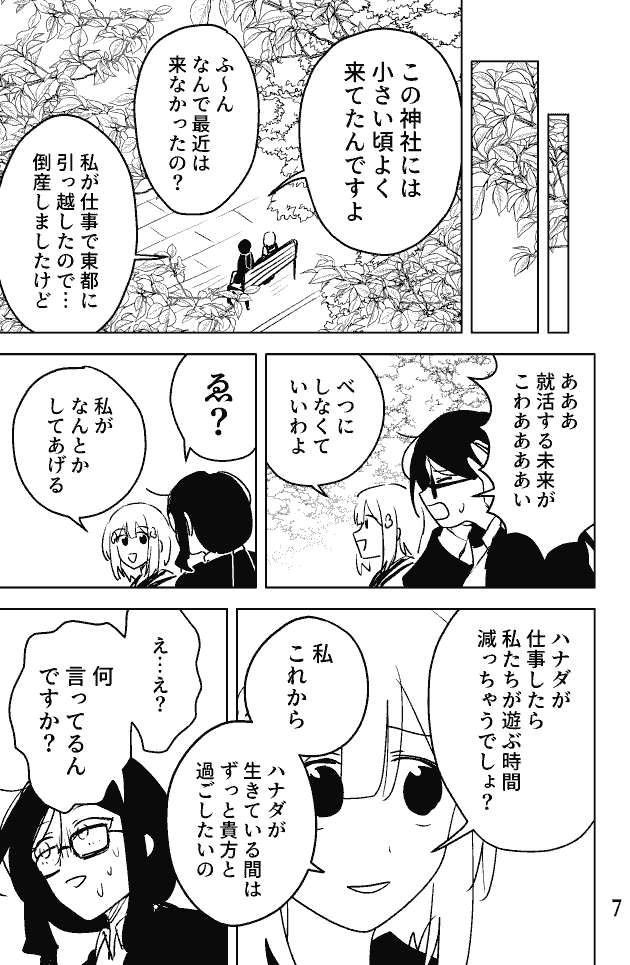 この神社には
小さい頃よく
来てたんですよ
ふ～ん
なんで最近は
来なかったの？
私が仕事で東都に
引っ越したので…
倒産しましたけど
あああ
就活する未来が
こわああああい
べつに
しなくて
いいわよ
ゑ？
私が
なんとか
してあげる
ハナダが
仕事したら
私たちが遊ぶ時間
減っちゃうでしょ？
私
これから
ハナダが
生きている間は
ずっと貴方と
過ごしたいの
え…え？
何
言ってるん
ですか？
7